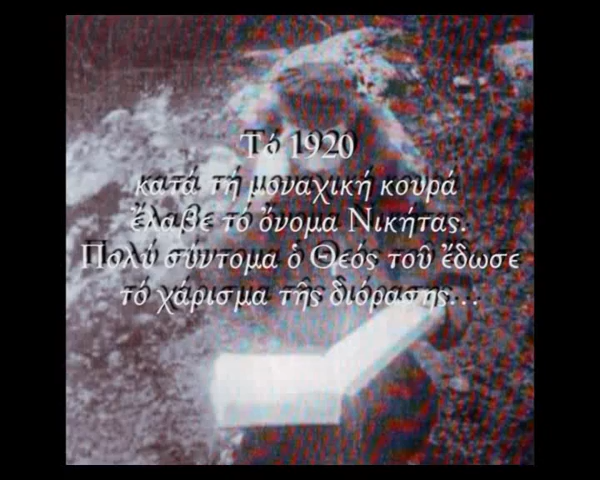 Τό 1920
κατά τή μοναχική κουρά
ἔλαβε τό ὄνομα Νικήτας.
Πολύ σύντομα ὁ Θεός τοῦ ἔδωσε
τό χάρισμα τῆς διόρασης...